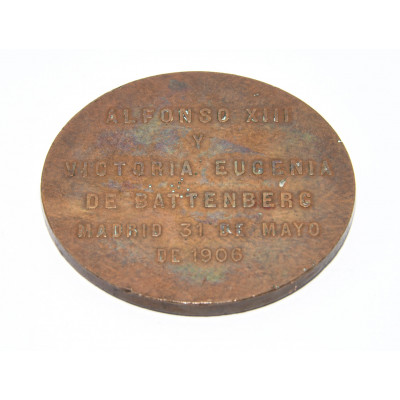 ALFONSO XIII
Y
VICTORIA EUGENIA
DE BATTENBERG
MADRID 31 DE MAYO
DE 1906